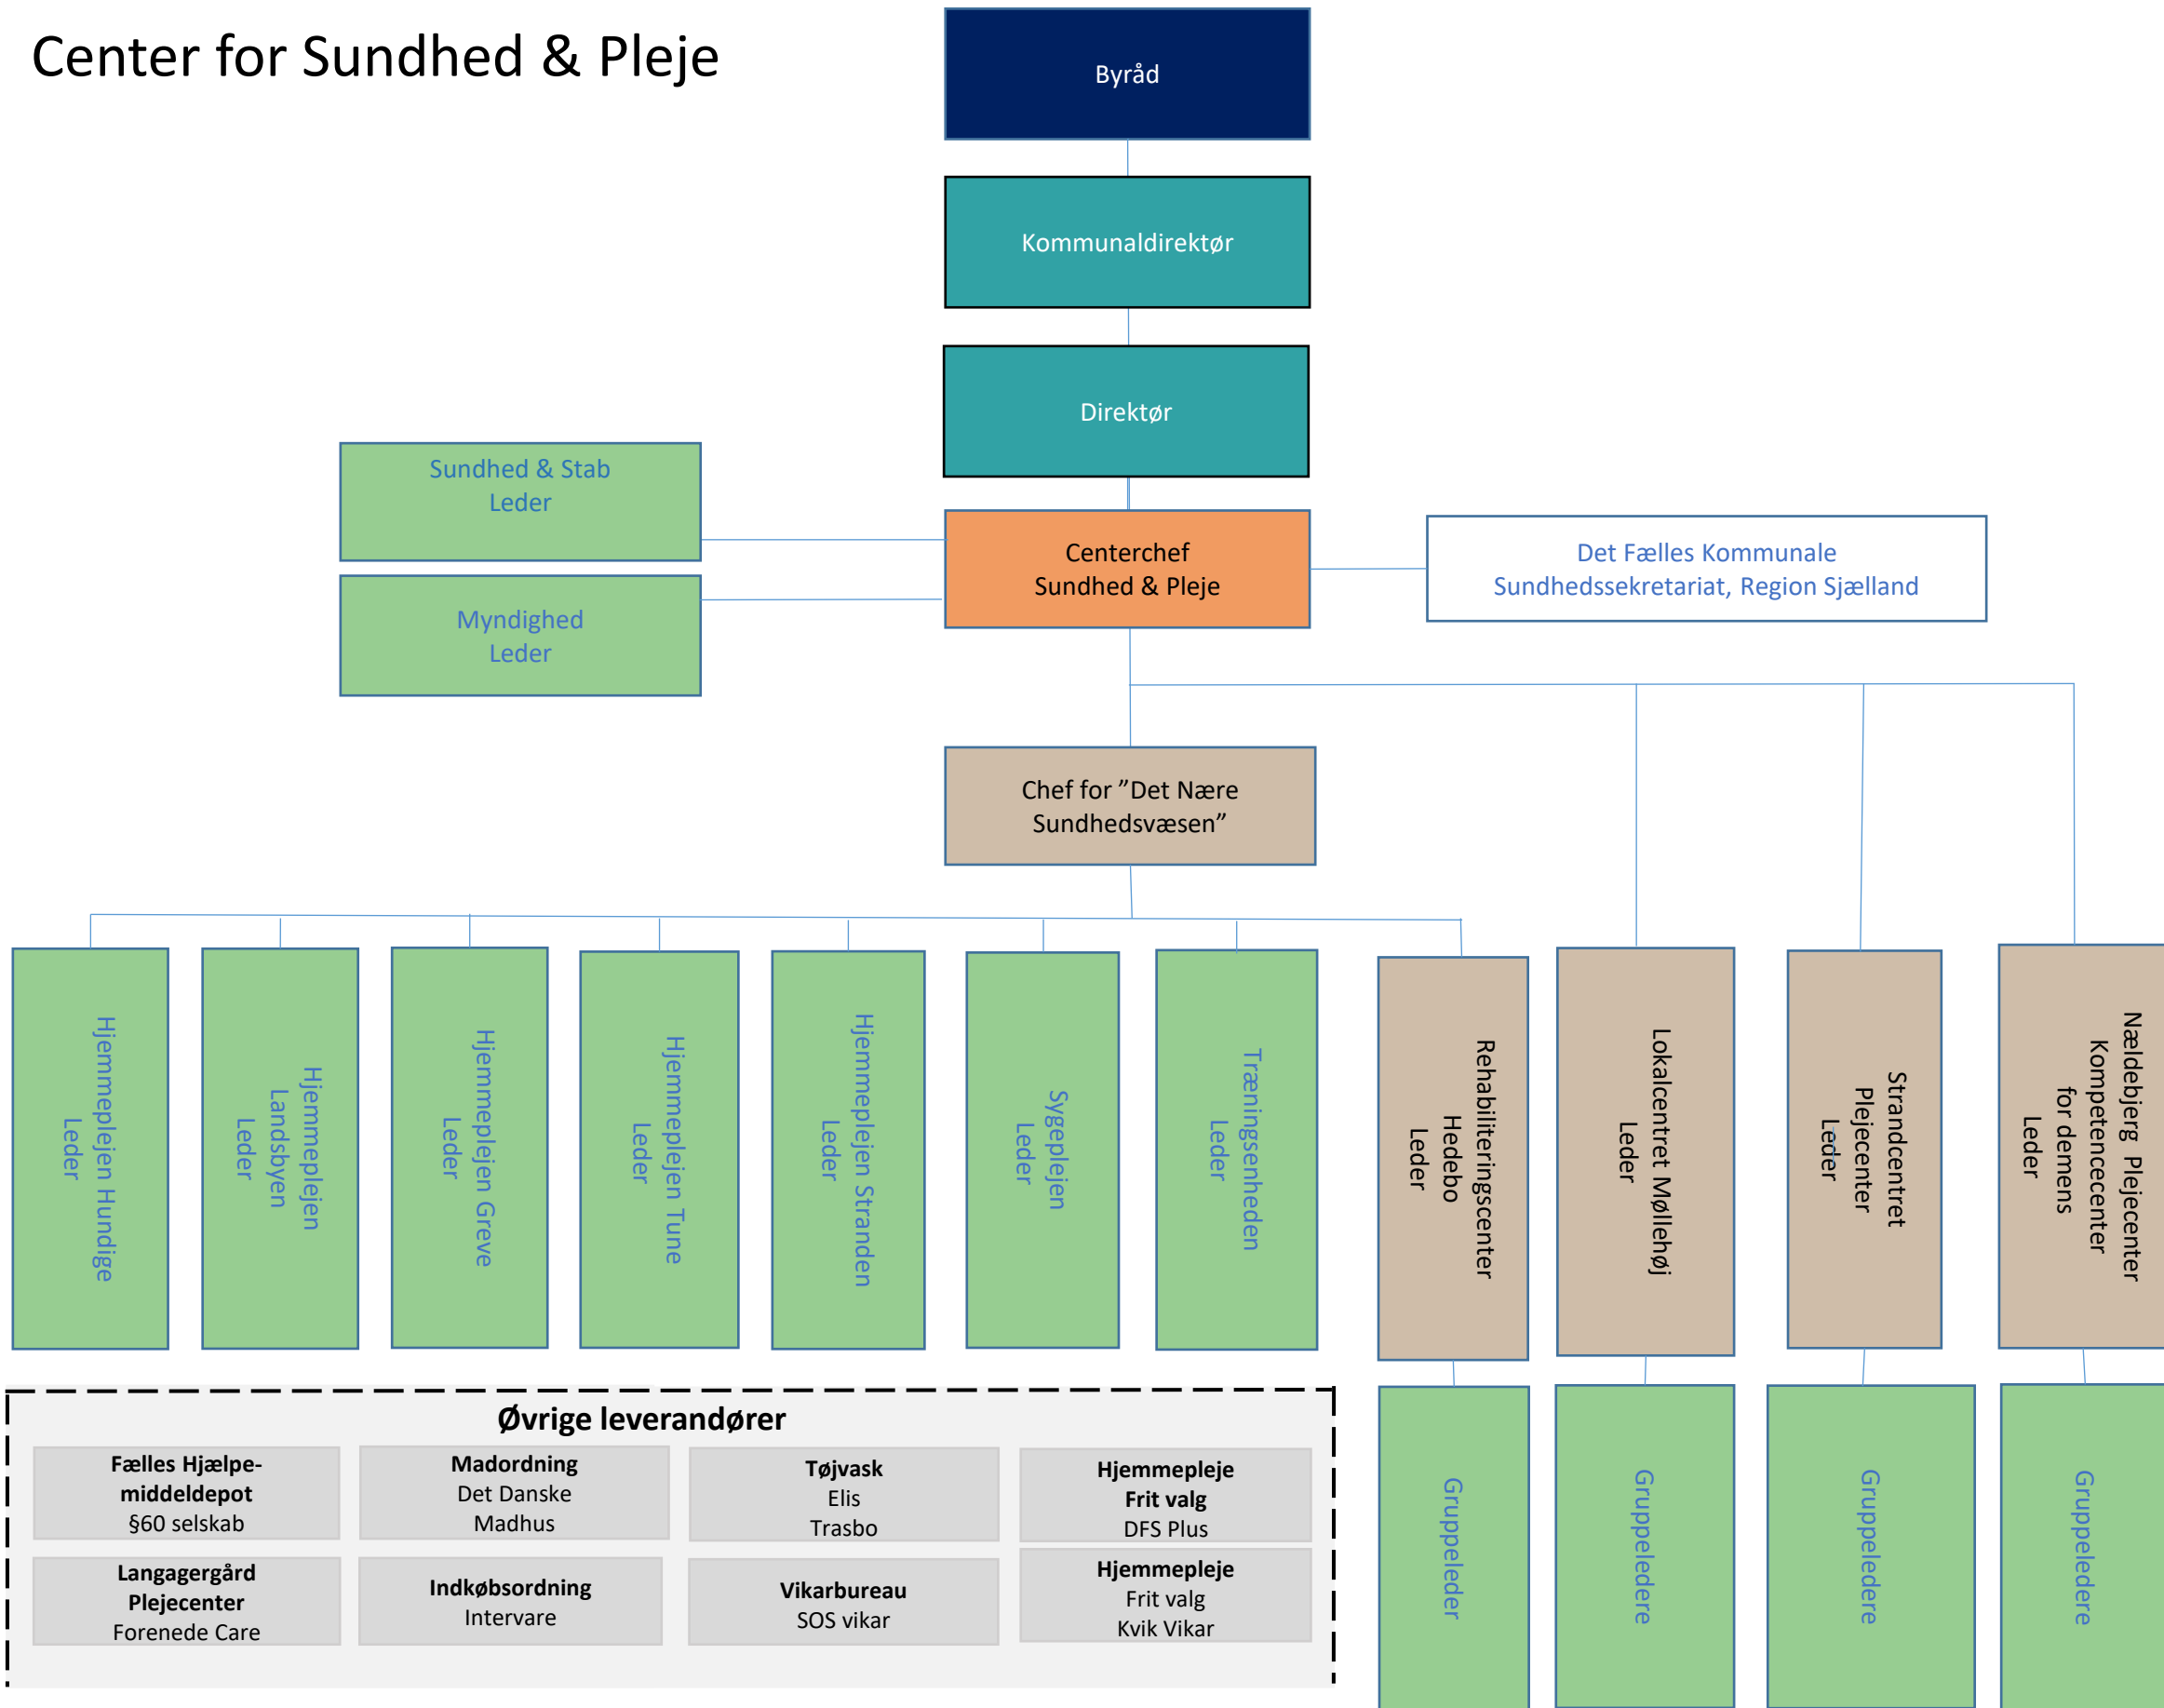 Center for Sundhed & Pleje
Byråd
Kommunaldirektør
Direktør
Sundhed & Stab
Leder
Myndighed
Leder
Centerchef
Sundhed & Pleje
Det Fælles Kommunale
Sundhedssekretariat, Region Sjælland
Chef for ”Det Nære
Sundhedsvæsen”
Hjemmeplejen Hundige
Leder
Hjemmeplejen
Landsbyen
Leder
Hjemmeplejen Greve
Leder
Hjemmeplejen Tune
Leder
Hjemmeplejen Stranden
Leder
Sygeplejen
Leder
Træningsenheden
Leder
Rehabiliteringscenter
Hedebo
Leder
Lokalcentret Møllehøj
Leder
Strandcentret
Plejecenter
Leder
Nældebjerg Plejecenter
Kompetencecenter
for demens
Leder
Øvrige leverandører
Fælles Hjælpe-
middeldepot
§60 selskab
Madordning
Det Danske
Madhus
Tøjvask
Elis
Trasbo
Hjemmepleje
Frit valg
DFS Plus
Langagergård
Plejecenter
Forenede Care
Indkøbsordning
Intervare
Vikarbureau
SOS vikar
Hjemmepleje
Frit valg
Kvik Vikar
Gruppeleder
Gruppeledere
Gruppeledere
Gruppeledere